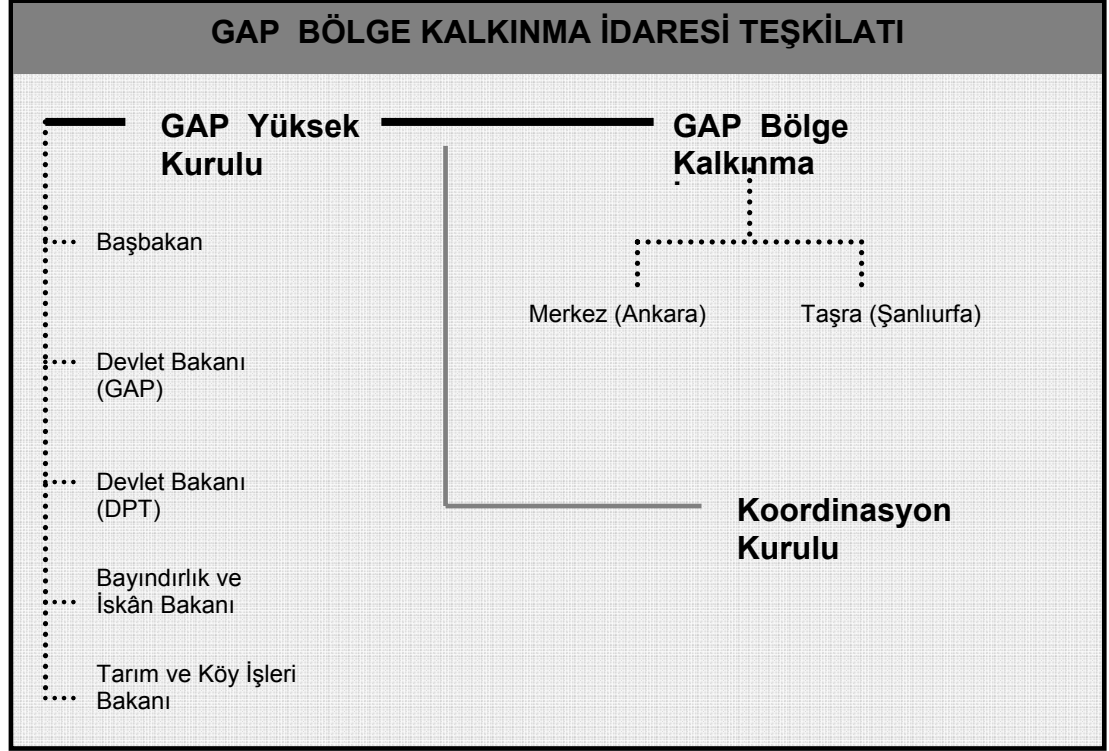 GAP BÖLGE KALKINMA İDARESİ TEŞKİLATI
GAP Yüksek
Kurulu
GAP Bölge
Kalkınma
Başbakan
Merkez (Ankara)
Taşra (Şanlıurfa)
Devlet Bakanı
(GAP)
Devlet Bakanı
(DPT)
Koordinasyon
Kurulu
Bayındırlık ve
İskân Bakanı
Tarım ve Köy İşleri
Bakanı